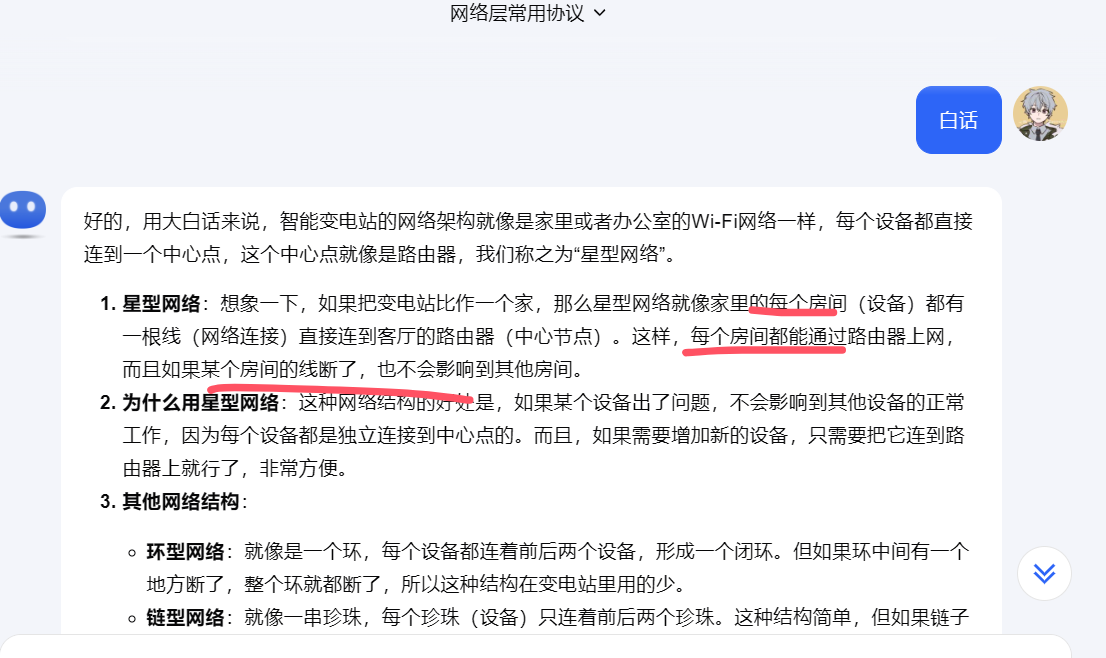 网络层常用协议
白话
好的，用大白话来说，智能变电站的网络架构就像是家里或者办公室的Wi-Fi网络一样，每个设备都直接
连到一个中心点，这个中心点就像是路由器，我们称之为“星型网络”。
1. 星型网络：想象一下，如果把变电站比作一个家，那么星型网络就像家里的每个房间（设备）都有
一根线（网络连接）直接连到客厅的路由器（中心节点）。这样，每个房间都能通过路由器上网，
而且如果某个房间的线断了，也不会影响到其他房间。
2. 为什么用星型网络：这种网络结构的好处是，如果某个设备出了问题，不会影响到其他设备的正常
工作，因为每个设备都是独立连接到中心点的。而且，如果需要增加新的设备，只需要把它连到路
由器上就行了，非常方便。
3. 其他网络结构：
环型网络：就像是一个环，每个设备都连着前后两个设备，形成一个闭环。但如果环中间有一个
地方断了，整个环就都断了，所以这种结构在变电站里用的少。
链型网络：就像一串珍珠，每个珍珠（设备）只连着前后两个珍珠。这种结构简单，但如果链子